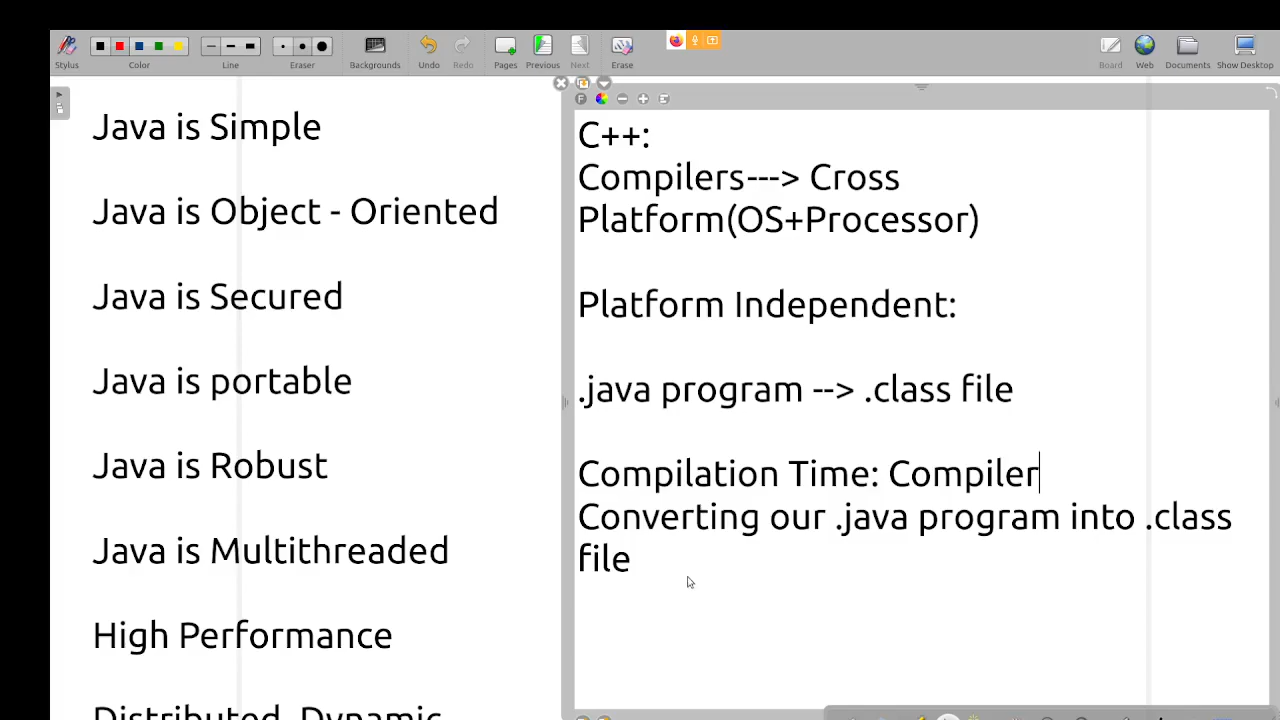 Stylus
Color
Line
Eraser
Backgrounds
Undo
Redo
Pages
Previous
Next
Erase
Board
Web
Documents
Show Desktop
Java is Simple
Java is Object - Oriented
Java is Secured
Java is portable
Java is Robust
Java is Multithreaded
High Performance
Distributed, Dynamic
C++:
Compilers---> Cross
Platform(OS+Processor)
Platform Independent:
.java program --> .class file
Compilation Time: Compiler
Converting our .java program into .class
file